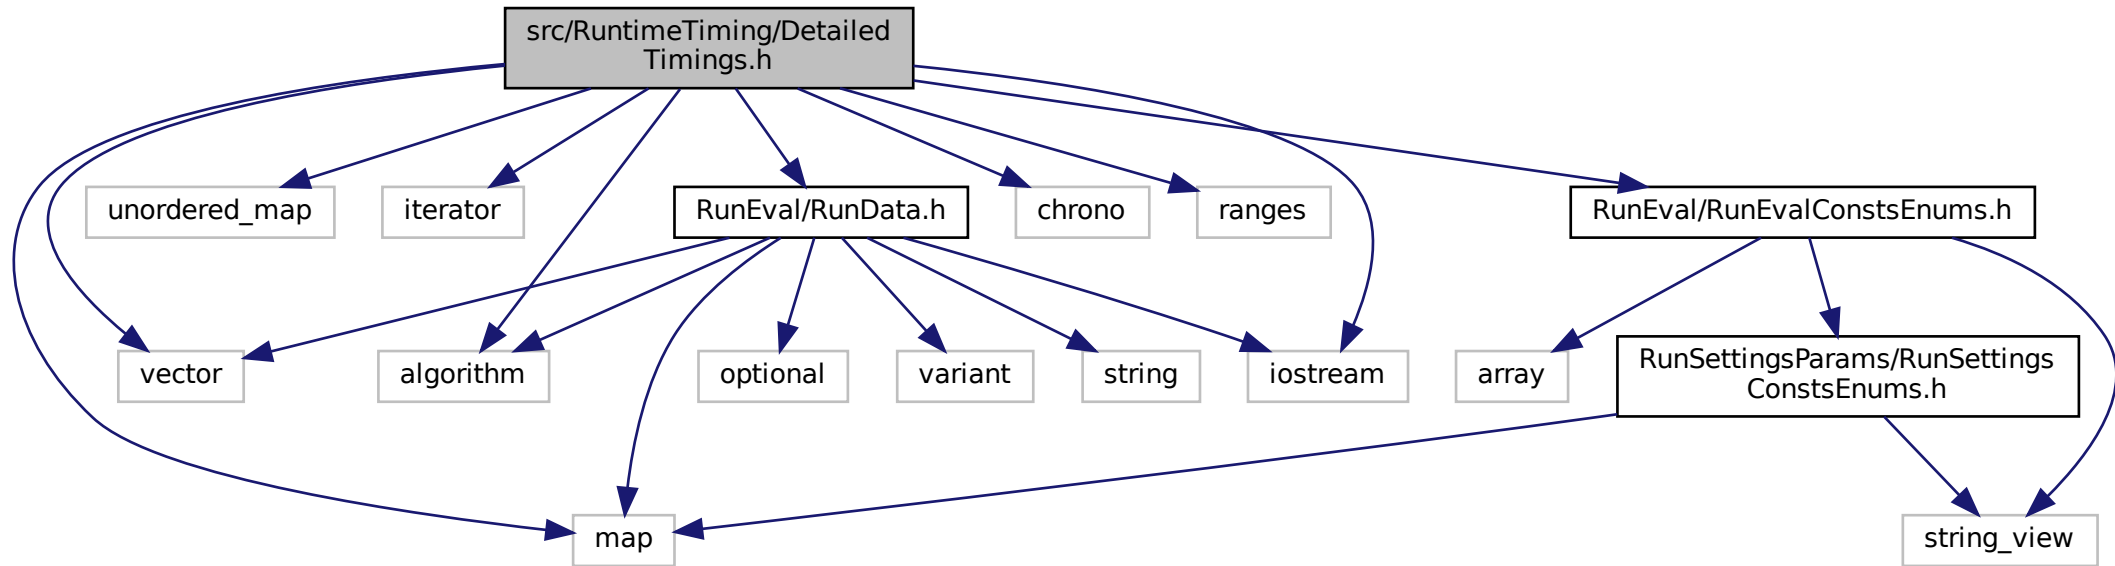 src/RuntimeTiming/Detailed
Timings.h
unordered_map
iterator
RunEval/RunData.h
chrono
ranges
RunEval/RunEvalConstsEnums.h
vector
algorithm
optional
variant
string
iostream
array
RunSettingsParams/RunSettings
ConstsEnums.h
map
string_view